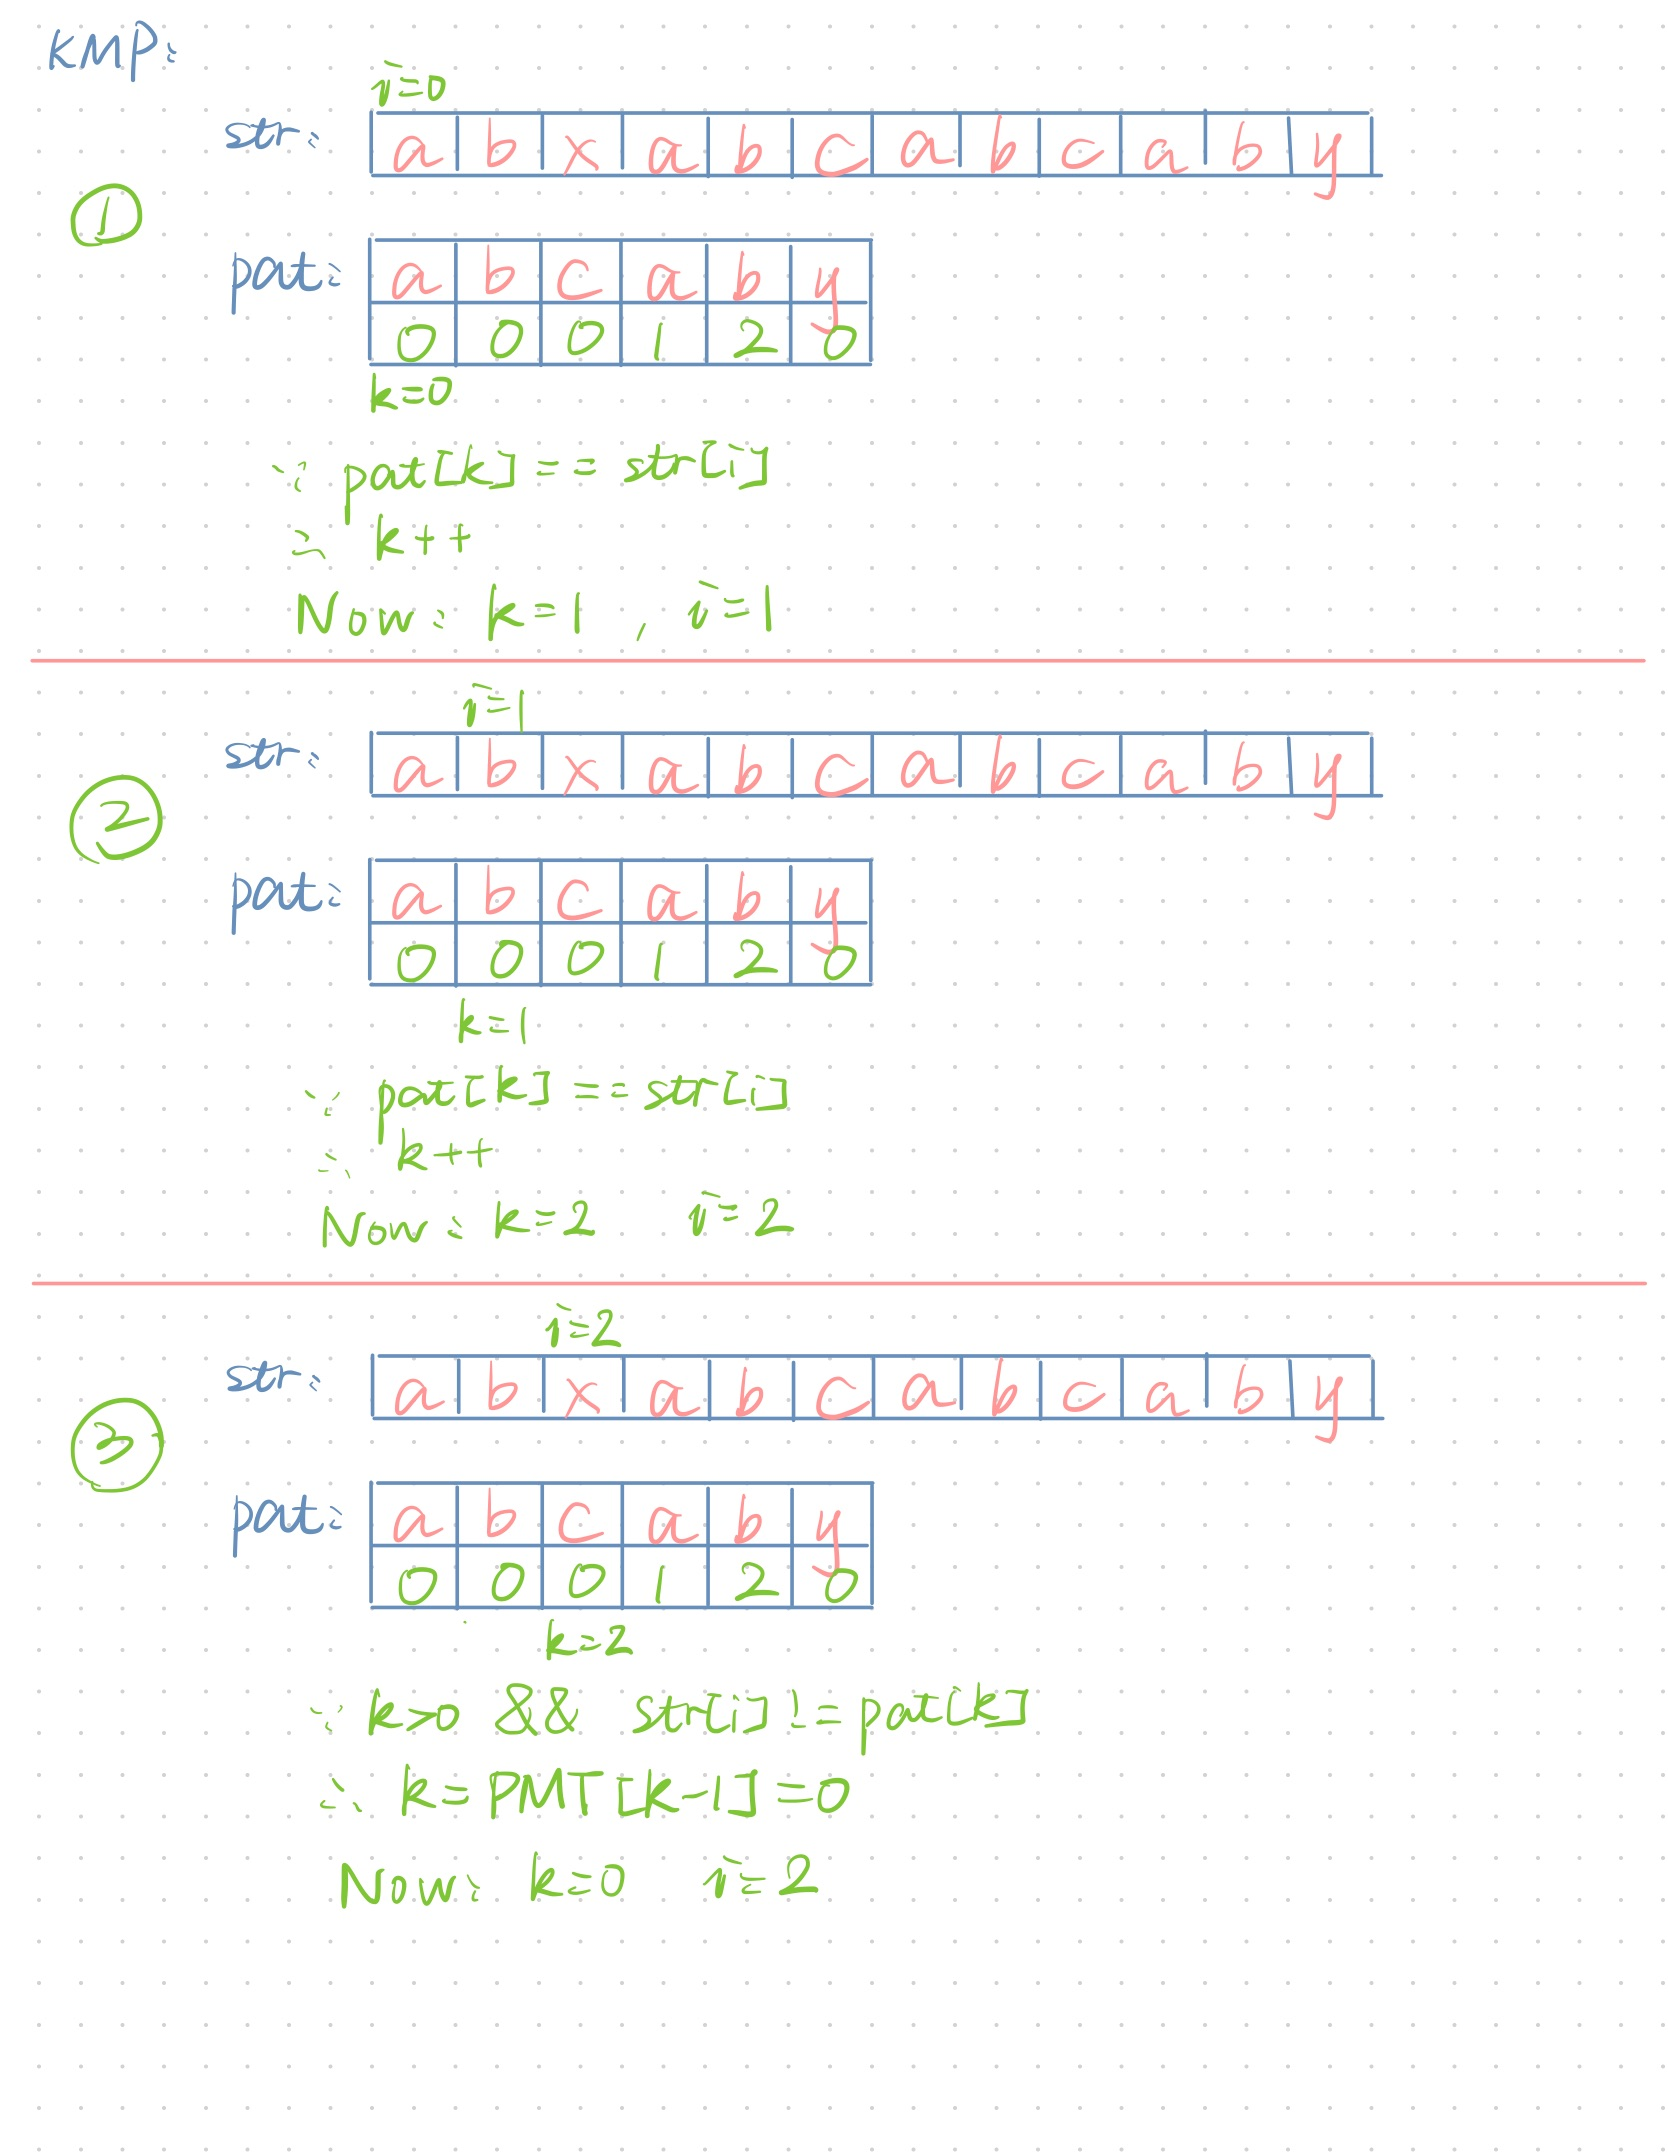 KMP:
i=0
str: a b x a b c a b c a b y
①
pat: a b c a b y
0 0 0 1 2 0
k=0
∵ pat[k] == str[i]
∴ k++
Now: k=1 , i=1
i=1
str: a b x a b c a b c a b y
②
pat: a b c a b y
0 0 0 1 2 0
k=1
∵ pat[k] == str[i]
∴ k++
Now: k=2 i=2
i=2
str: a b x a b c a b c a b y
③
pat: a b c a b y
0 0 0 1 2 0
k=2
∵ k>0 && str[i] != pat[k]
∴ k=PMT[k-1]=0
Now: k=0 i=2